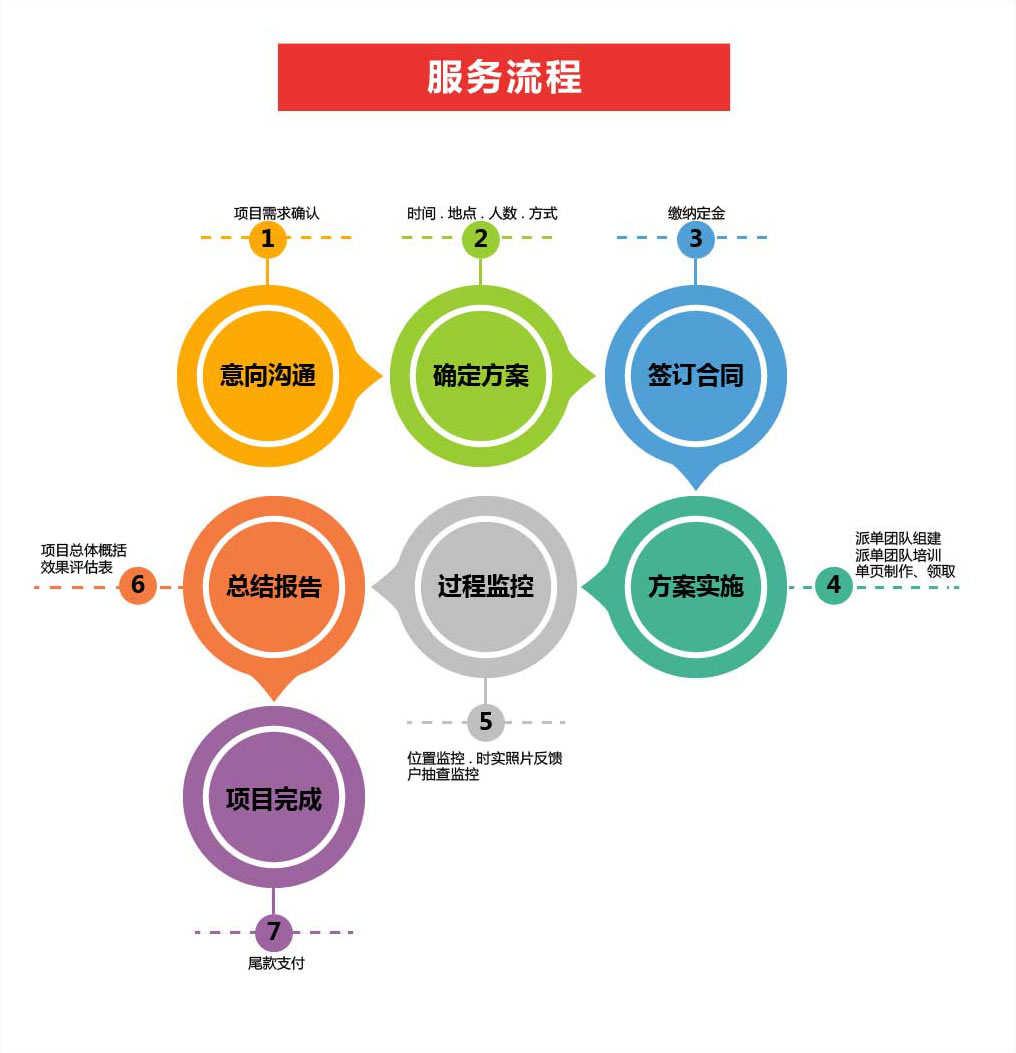 服务流程
项目需求确认
1
意向沟通
时间 . 地点 . 人数 . 方式
2
确定方案
缴纳定金
3
签订合同
派单团队组建
派单团队培训
单页制作、领取
4
方案实施
过程监控
5
位置监控 . 时实照片反馈
户抽查监控
项目总体概括
效果评估表
6
总结报告
项目完成
7
尾款支付